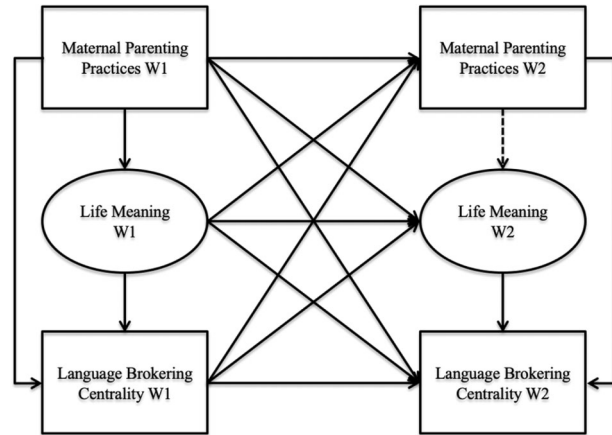 Maternal Parenting
Practices W1
Maternal Parenting
Practices W2
Life Meaning
W1
Life Meaning
W2
Language Brokering
Centrality W1
Language Brokering
Centrality W2